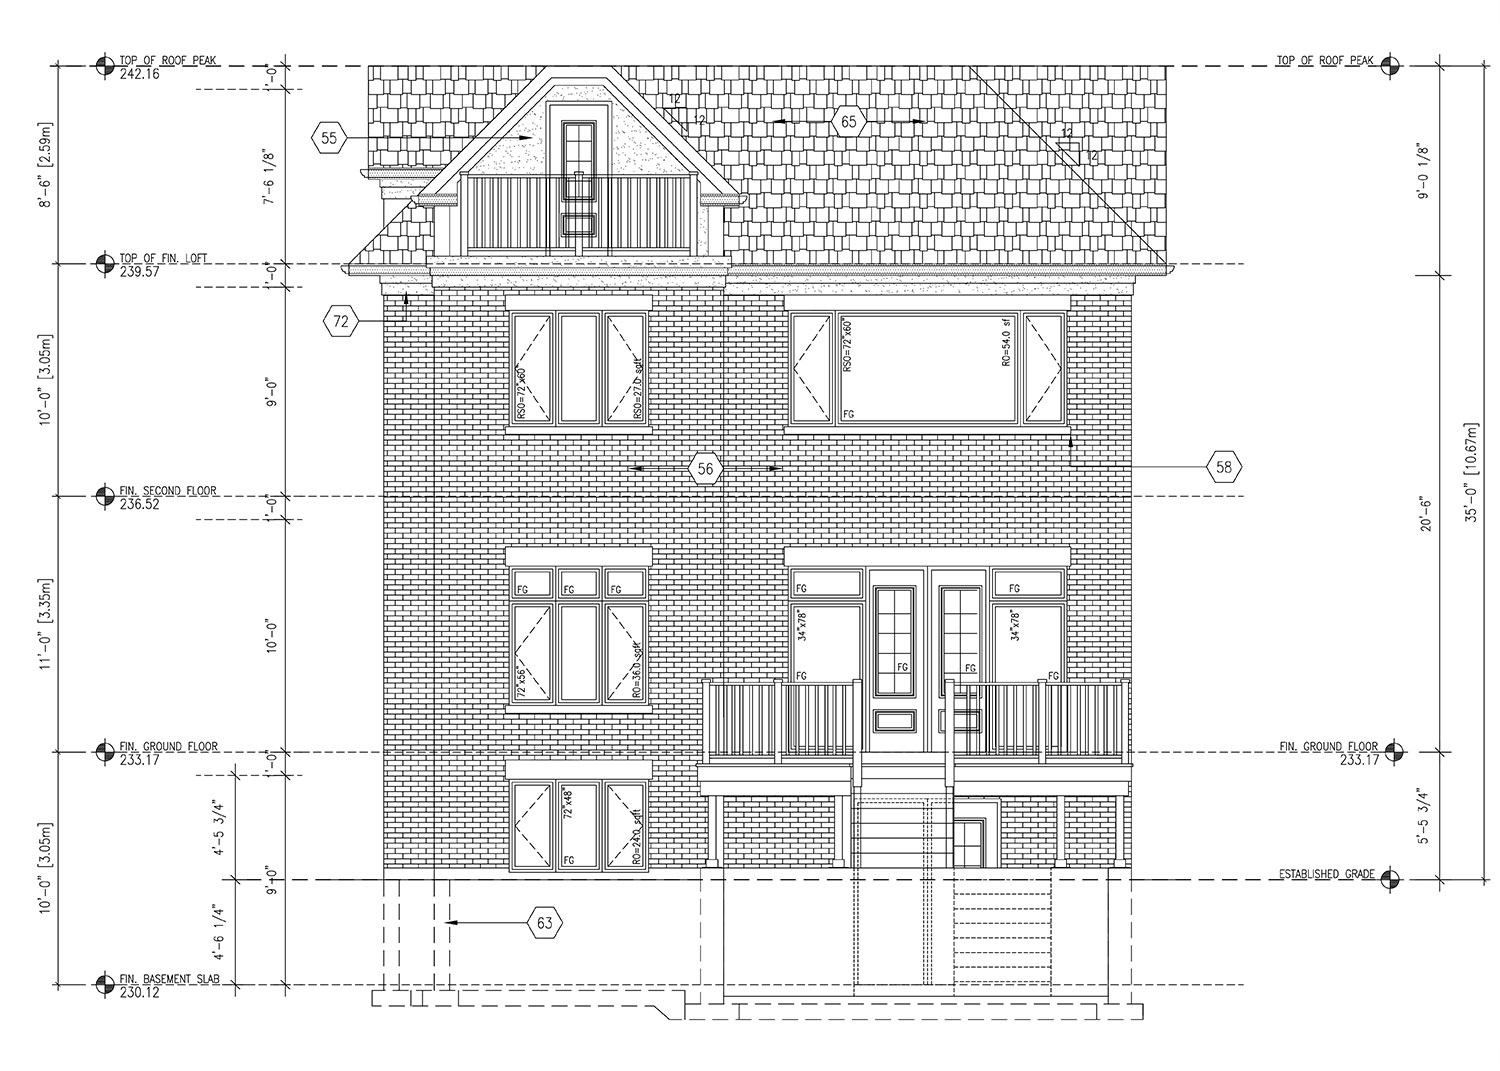 TOP OF ROOF PEAK
242.16
TOP OF ROOF PEAK
1'-0"
12
12
65
12
12
55
8'-6" [2.59m]
7'-6 1/8"
9'-0 1/8"
TOP OF FIN. LOFT
239.57
1'-0"
72
RSO=72"x60"
RSO=27.0 sqft
RSO=72"x60"
RO=54.0 sf
FG
10'-0" [3.05m]
9'-0"
56
58
35'-0" [10.67m]
20'-6"
FIN. SECOND FLOOR
236.52
1'-0"
FG
FG
FG
FG
FG
72"x56"
RO=36.0 sqft
34"x78"
34"x78"
FG
FG
FG
FG
11'-0" [3.35m]
10'-0"
FIN. GROUND FLOOR
233.17
FIN. GROUND FLOOR
233.17
1'-0"
72"x48"
RO=24.0 sqft
FG
4'-5 3/4"
5'-5 3/4"
10'-0" [3.05m]
9'-0"
ESTABLISHED GRADE
4'-6 1/4"
63
FIN. BASEMENT SLAB
230.12